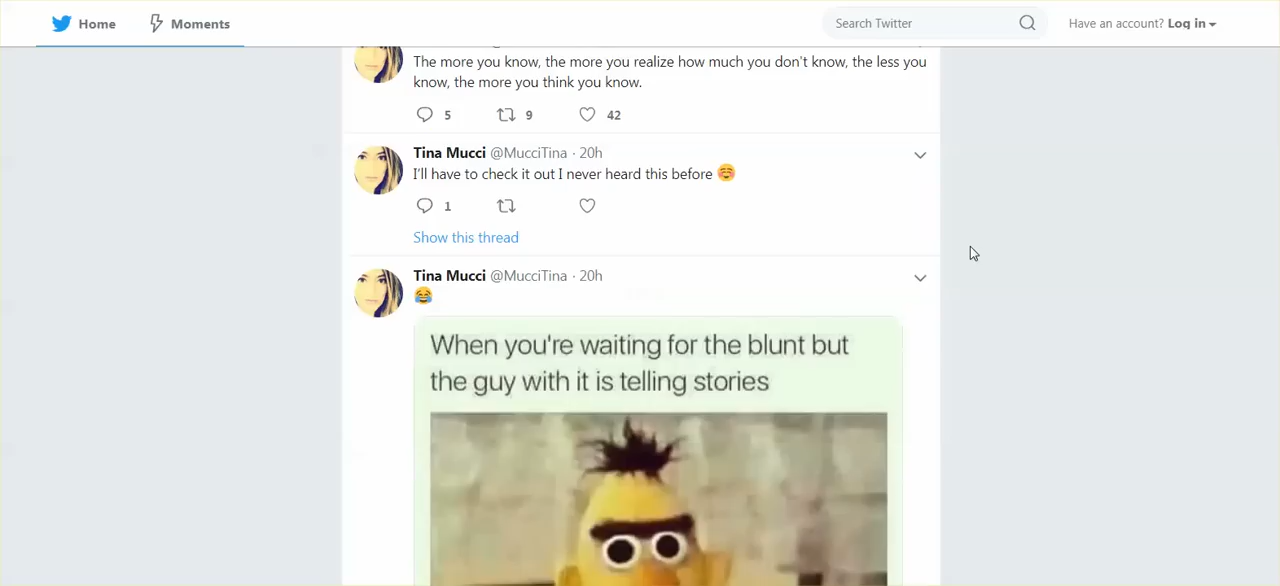 Home Moments Search Twitter Have an account? Log in
The more you know, the more you realize how much you don't know, the less you
know, the more you think you know.
5 9 42
Tina Mucci @MucciTina · 20h
I'll have to check it out I never heard this before ☺️
1
Show this thread
Tina Mucci @MucciTina · 20h
😂
When you're waiting for the blunt but
the guy with it is telling stories